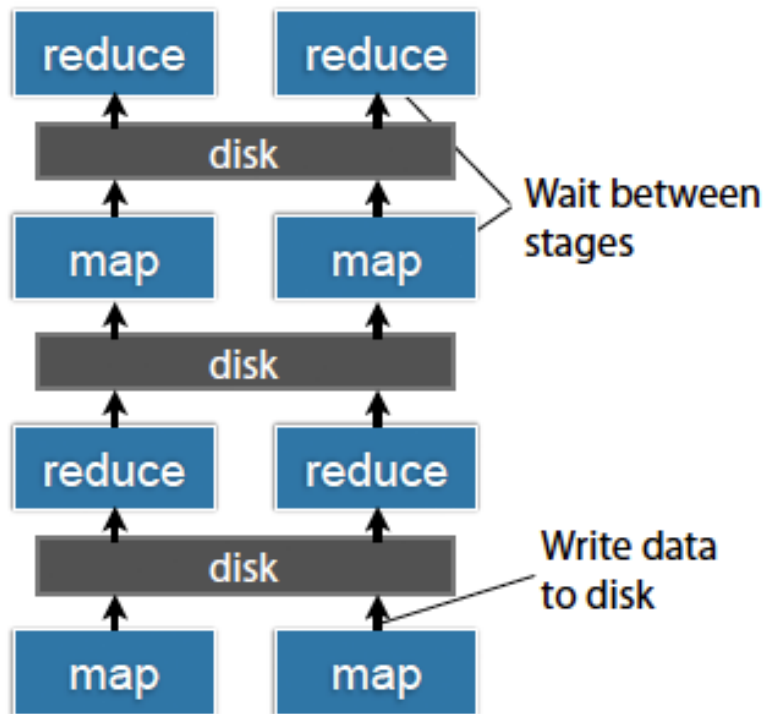 reduce reduce
disk
Wait between
stages
map map
disk
reduce reduce
Write data
to disk
disk
map map